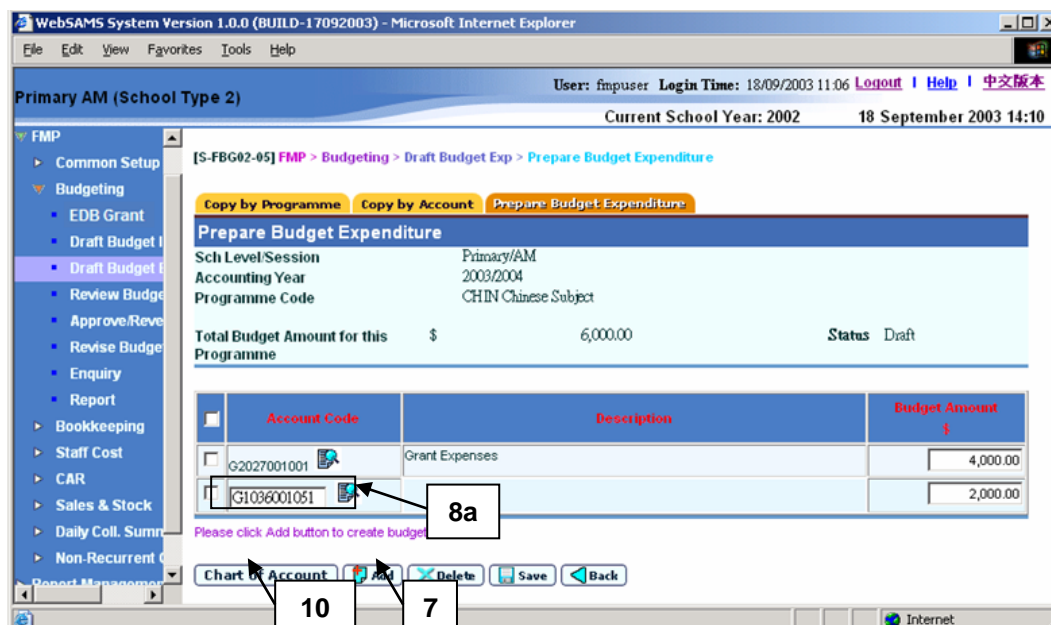 WebSAMS System Version 1.0.0 (BUILD-17092003) - Microsoft Internet Explorer
File Edit View Favorites Tools Help
User: fmpuser Login Time: 18/09/2003 11:06 Logout | Help | 中文版本
Primary AM (School Type 2)
Current School Year: 2002 18 September 2003 14:10
FMP
Common Setup
Budgeting
EDB Grant
Draft Budget I
Draft Budget E
Review Budge
Approve/Reve
Revise Budge
Enquiry
Report
Bookkeeping
Staff Cost
CAR
Sales & Stock
Daily Coll. Summ
Non-Recurrent
Report Managemen
[S-FBG02-05] FMP > Budgeting > Draft Budget Exp > Prepare Budget Expenditure
Copy by Programme Copy by Account Prepare Budget Expenditure
Prepare Budget Expenditure
Sch Level/Session Primary/AM
Accounting Year 2003/2004
Programme Code CHIN Chinese Subject
Total Budget Amount for this Programme $ 6,000.00 Status Draft
Account Code Description Budget Amount $
G2027001001 Grant Expenses 4,000.00
G1036001051 2,000.00
8a
Please click Add button to create budget
Chart of Account Add Delete Save Back
10 7
Internet